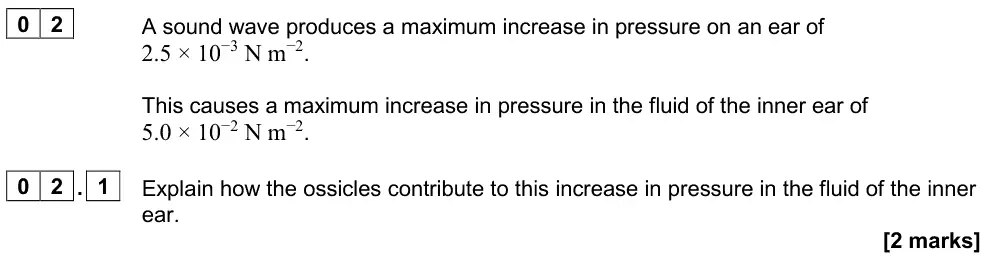 0 2 A sound wave produces a maximum increase in pressure on an ear of
2.5 × 10⁻³ N m⁻².
This causes a maximum increase in pressure in the fluid of the inner ear of
5.0 × 10⁻² N m⁻².
0 2 . 1 Explain how the ossicles contribute to this increase in pressure in the fluid of the inner
ear.
[2 marks]